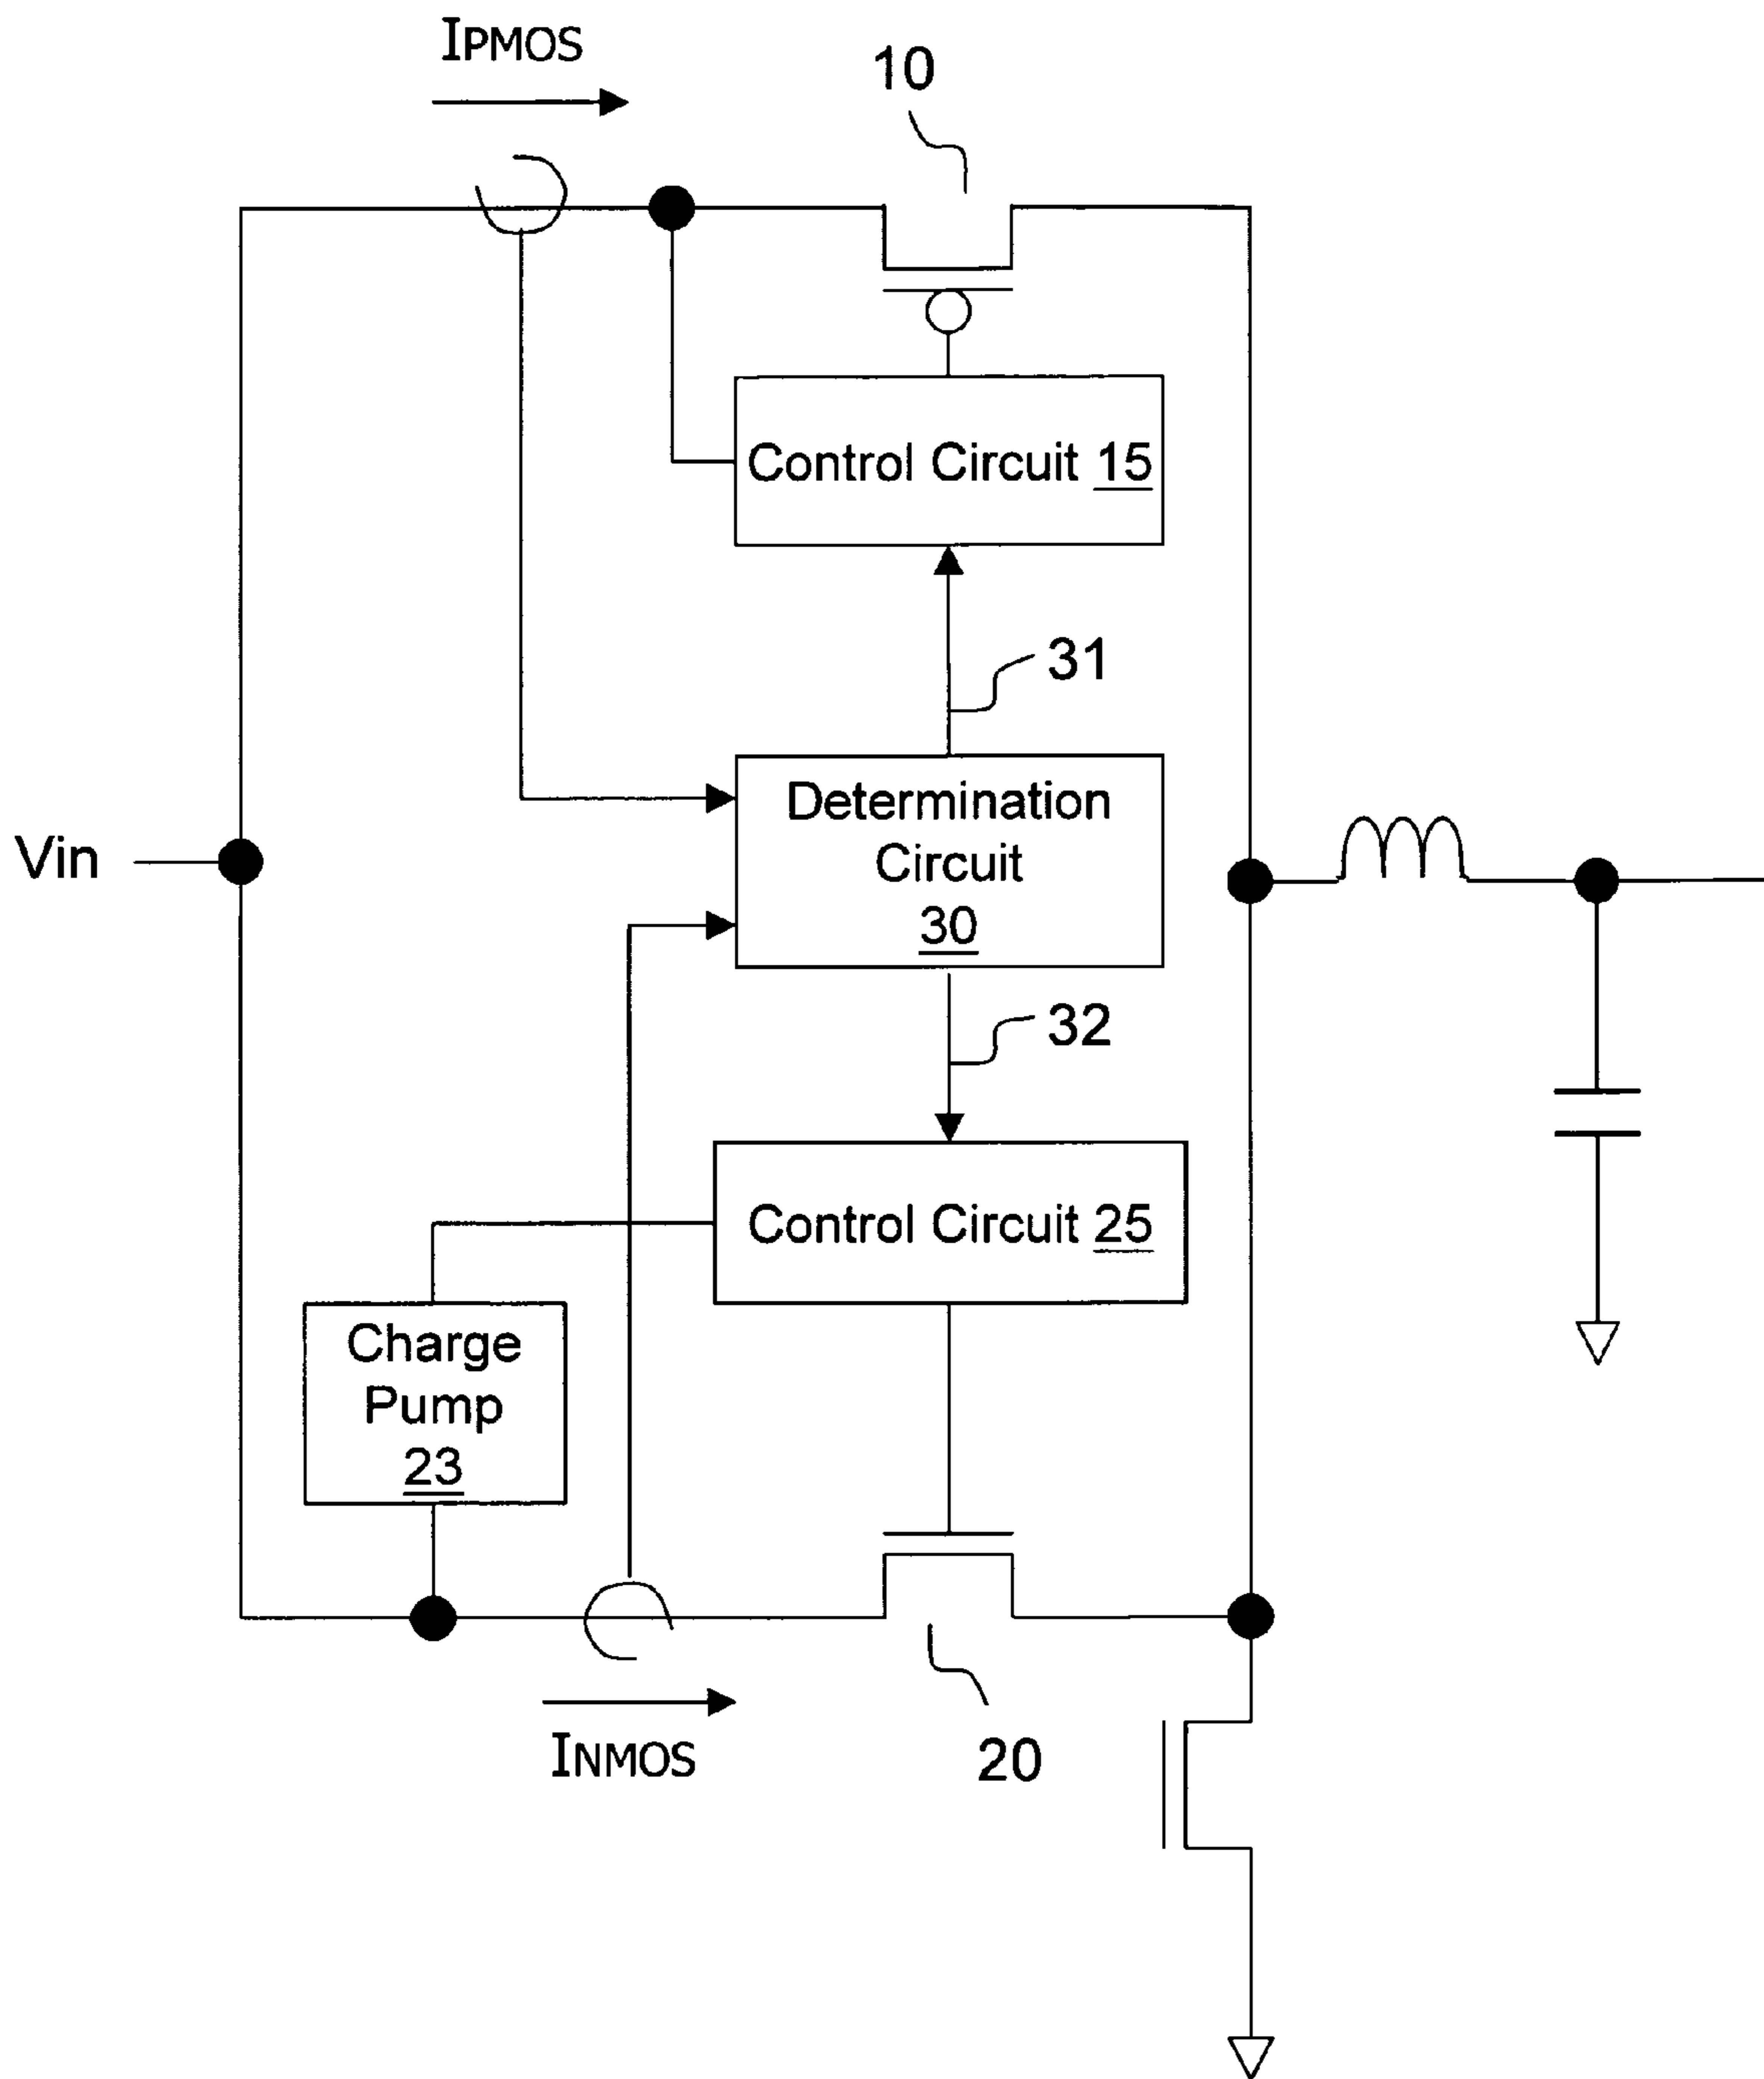 IPMOS
10
Control Circuit 15
31
Determination
Circuit
30
Vin
32
Control Circuit 25
Charge
Pump
23
INMOS
20